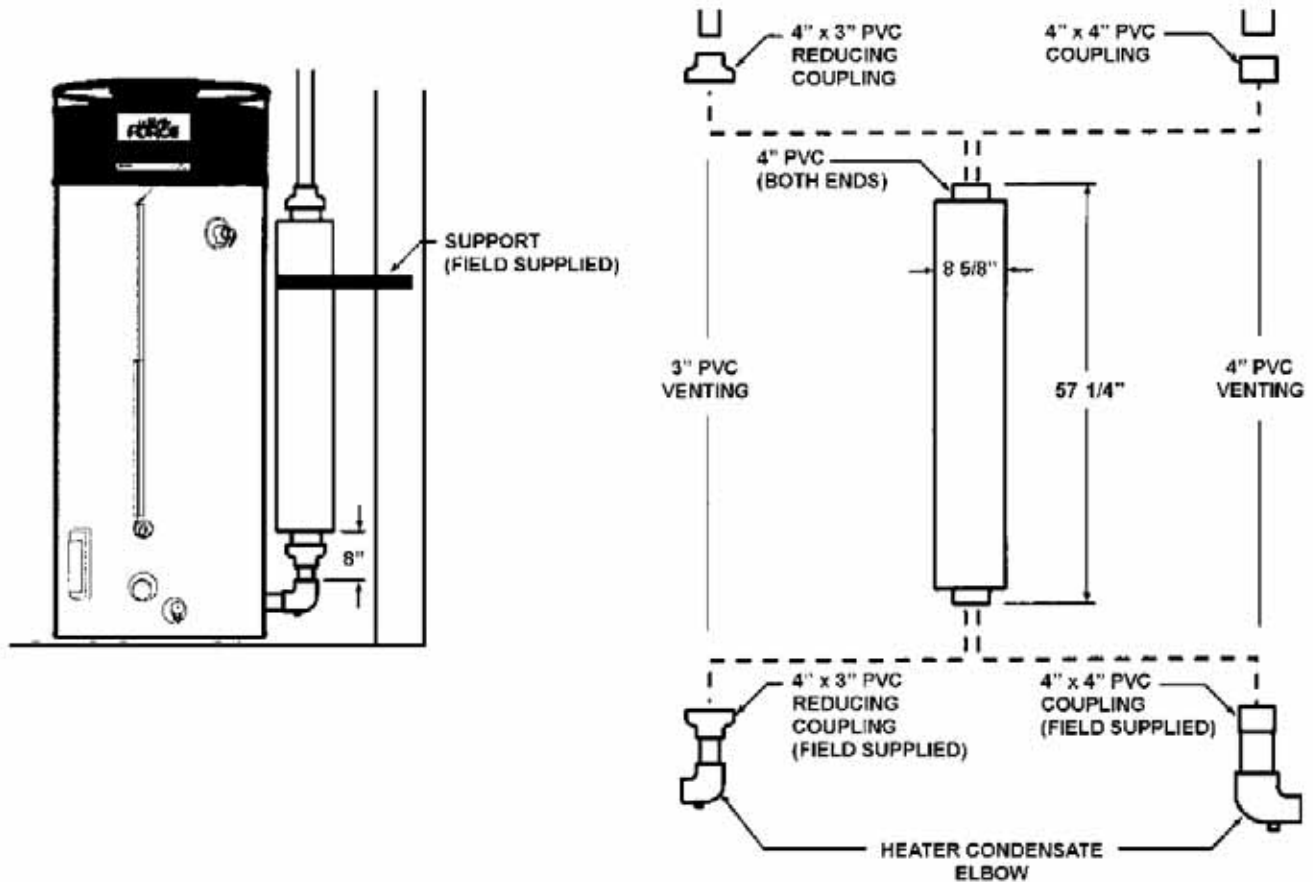 FORCE
SUPPORT
(FIELD SUPPLIED)
8"
4" x 3" PVC
REDUCING
COUPLING
4" x 4" PVC
COUPLING
4" PVC
(BOTH ENDS)
8 5/8"
3" PVC
VENTING
57 1/4"
4" PVC
VENTING
4" x 3" PVC
REDUCING
COUPLING
(FIELD SUPPLIED)
4" x 4" PVC
COUPLING
(FIELD SUPPLIED)
HEATER CONDENSATE
ELBOW